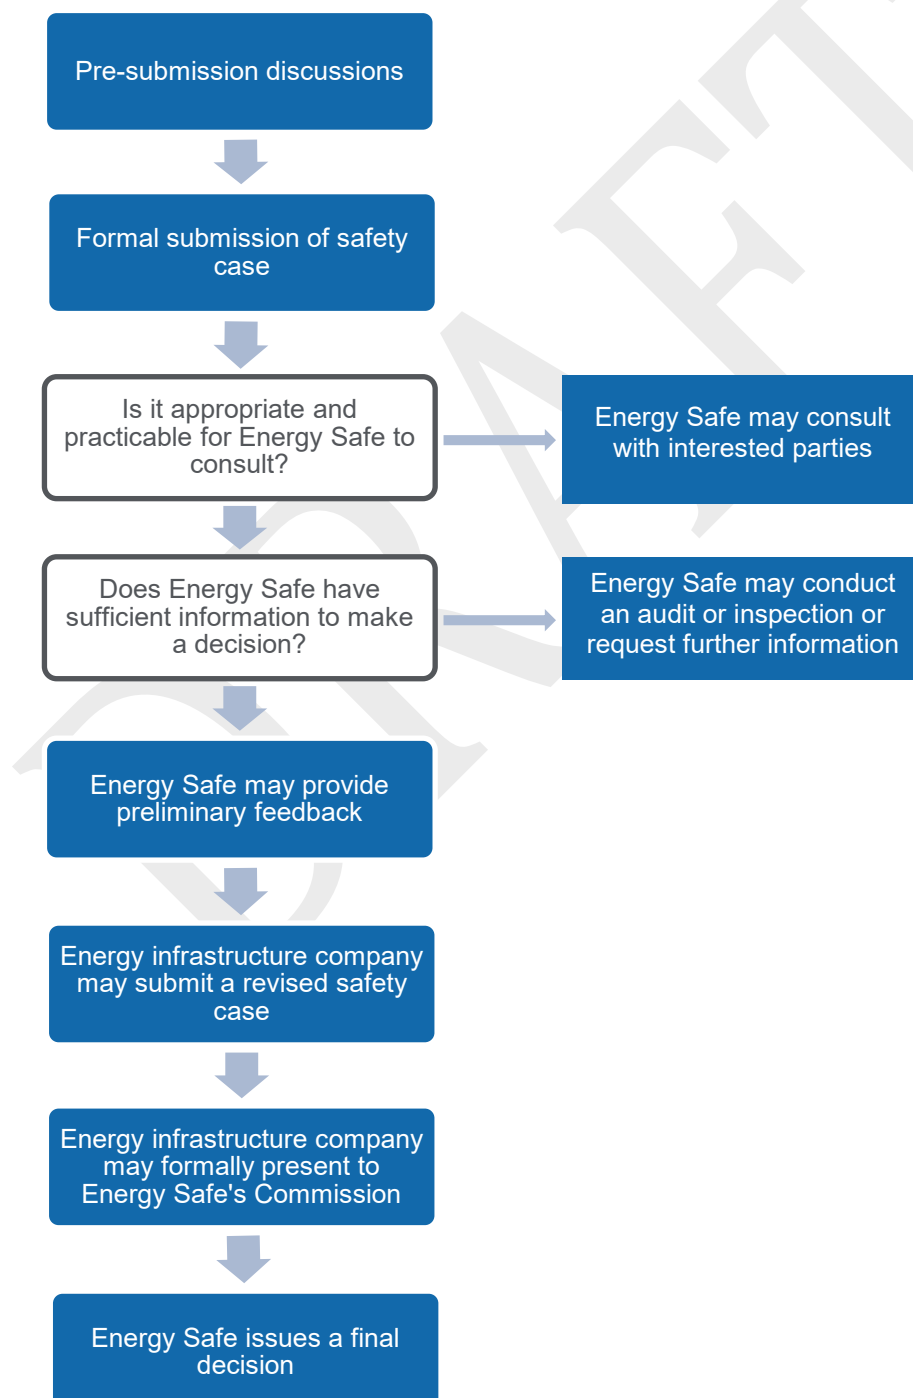 Pre-submission discussions
Formal submission of safety
case
Is it appropriate and
practicable for Energy Safe to
consult?
Energy Safe may consult
with interested parties
Does Energy Safe have
sufficient information to make
a decision?
Energy Safe may conduct
an audit or inspection or
request further information
Energy Safe may provide
preliminary feedback
Energy infrastructure company
may submit a revised safety
case
Energy infrastructure company
may formally present to
Energy Safe's Commission
Energy Safe issues a final
decision
DRAFT